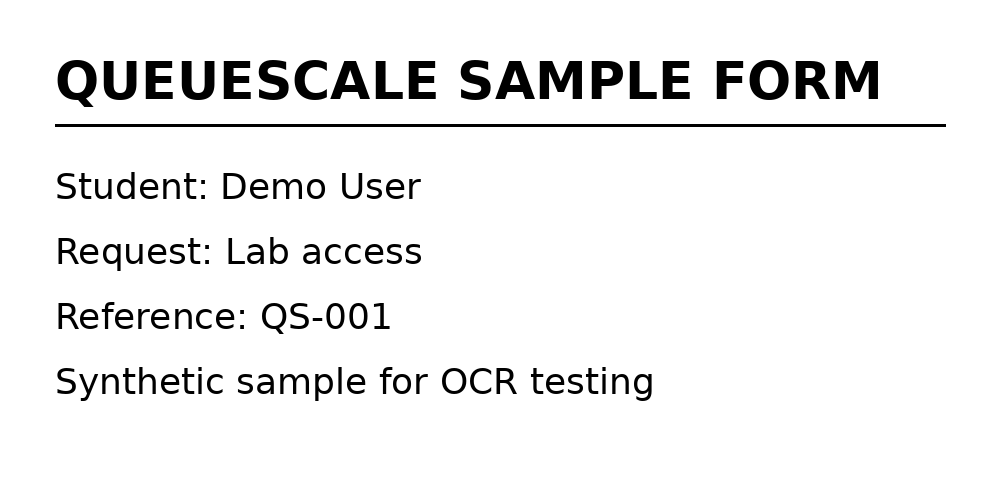 QUEUESCALE SAMPLE FORM
Student: Demo User
Request: Lab access
Reference: QS-001
Synthetic sample for OCR testing